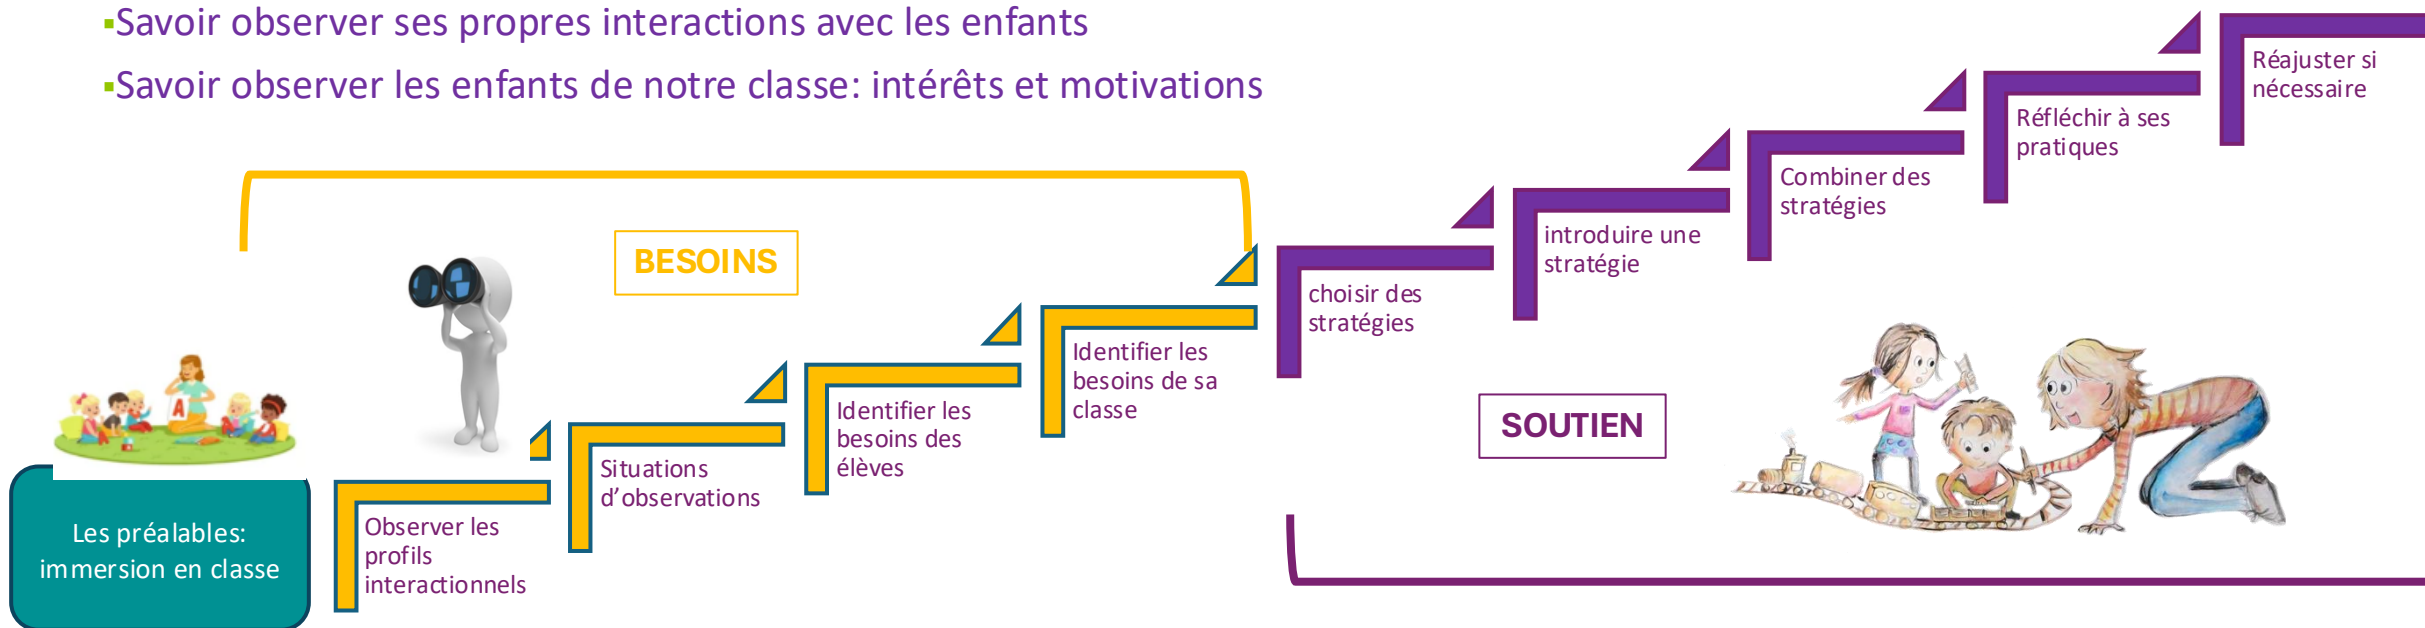 ▪Savoir observer ses propres interactions avec les enfants
▪Savoir observer les enfants de notre classe: intérêts et motivations
BESOINS
Les préalables:
immersion en classe
Observer les
profils
interactionnels
Situations
d’observations
Identifier les
besoins des
élèves
Identifier les
besoins de sa
classe
choisir des
stratégies
introduire une
stratégie
Combiner des
stratégies
Réfléchir à ses
pratiques
Réajuster si
nécessaire
SOUTIEN
A